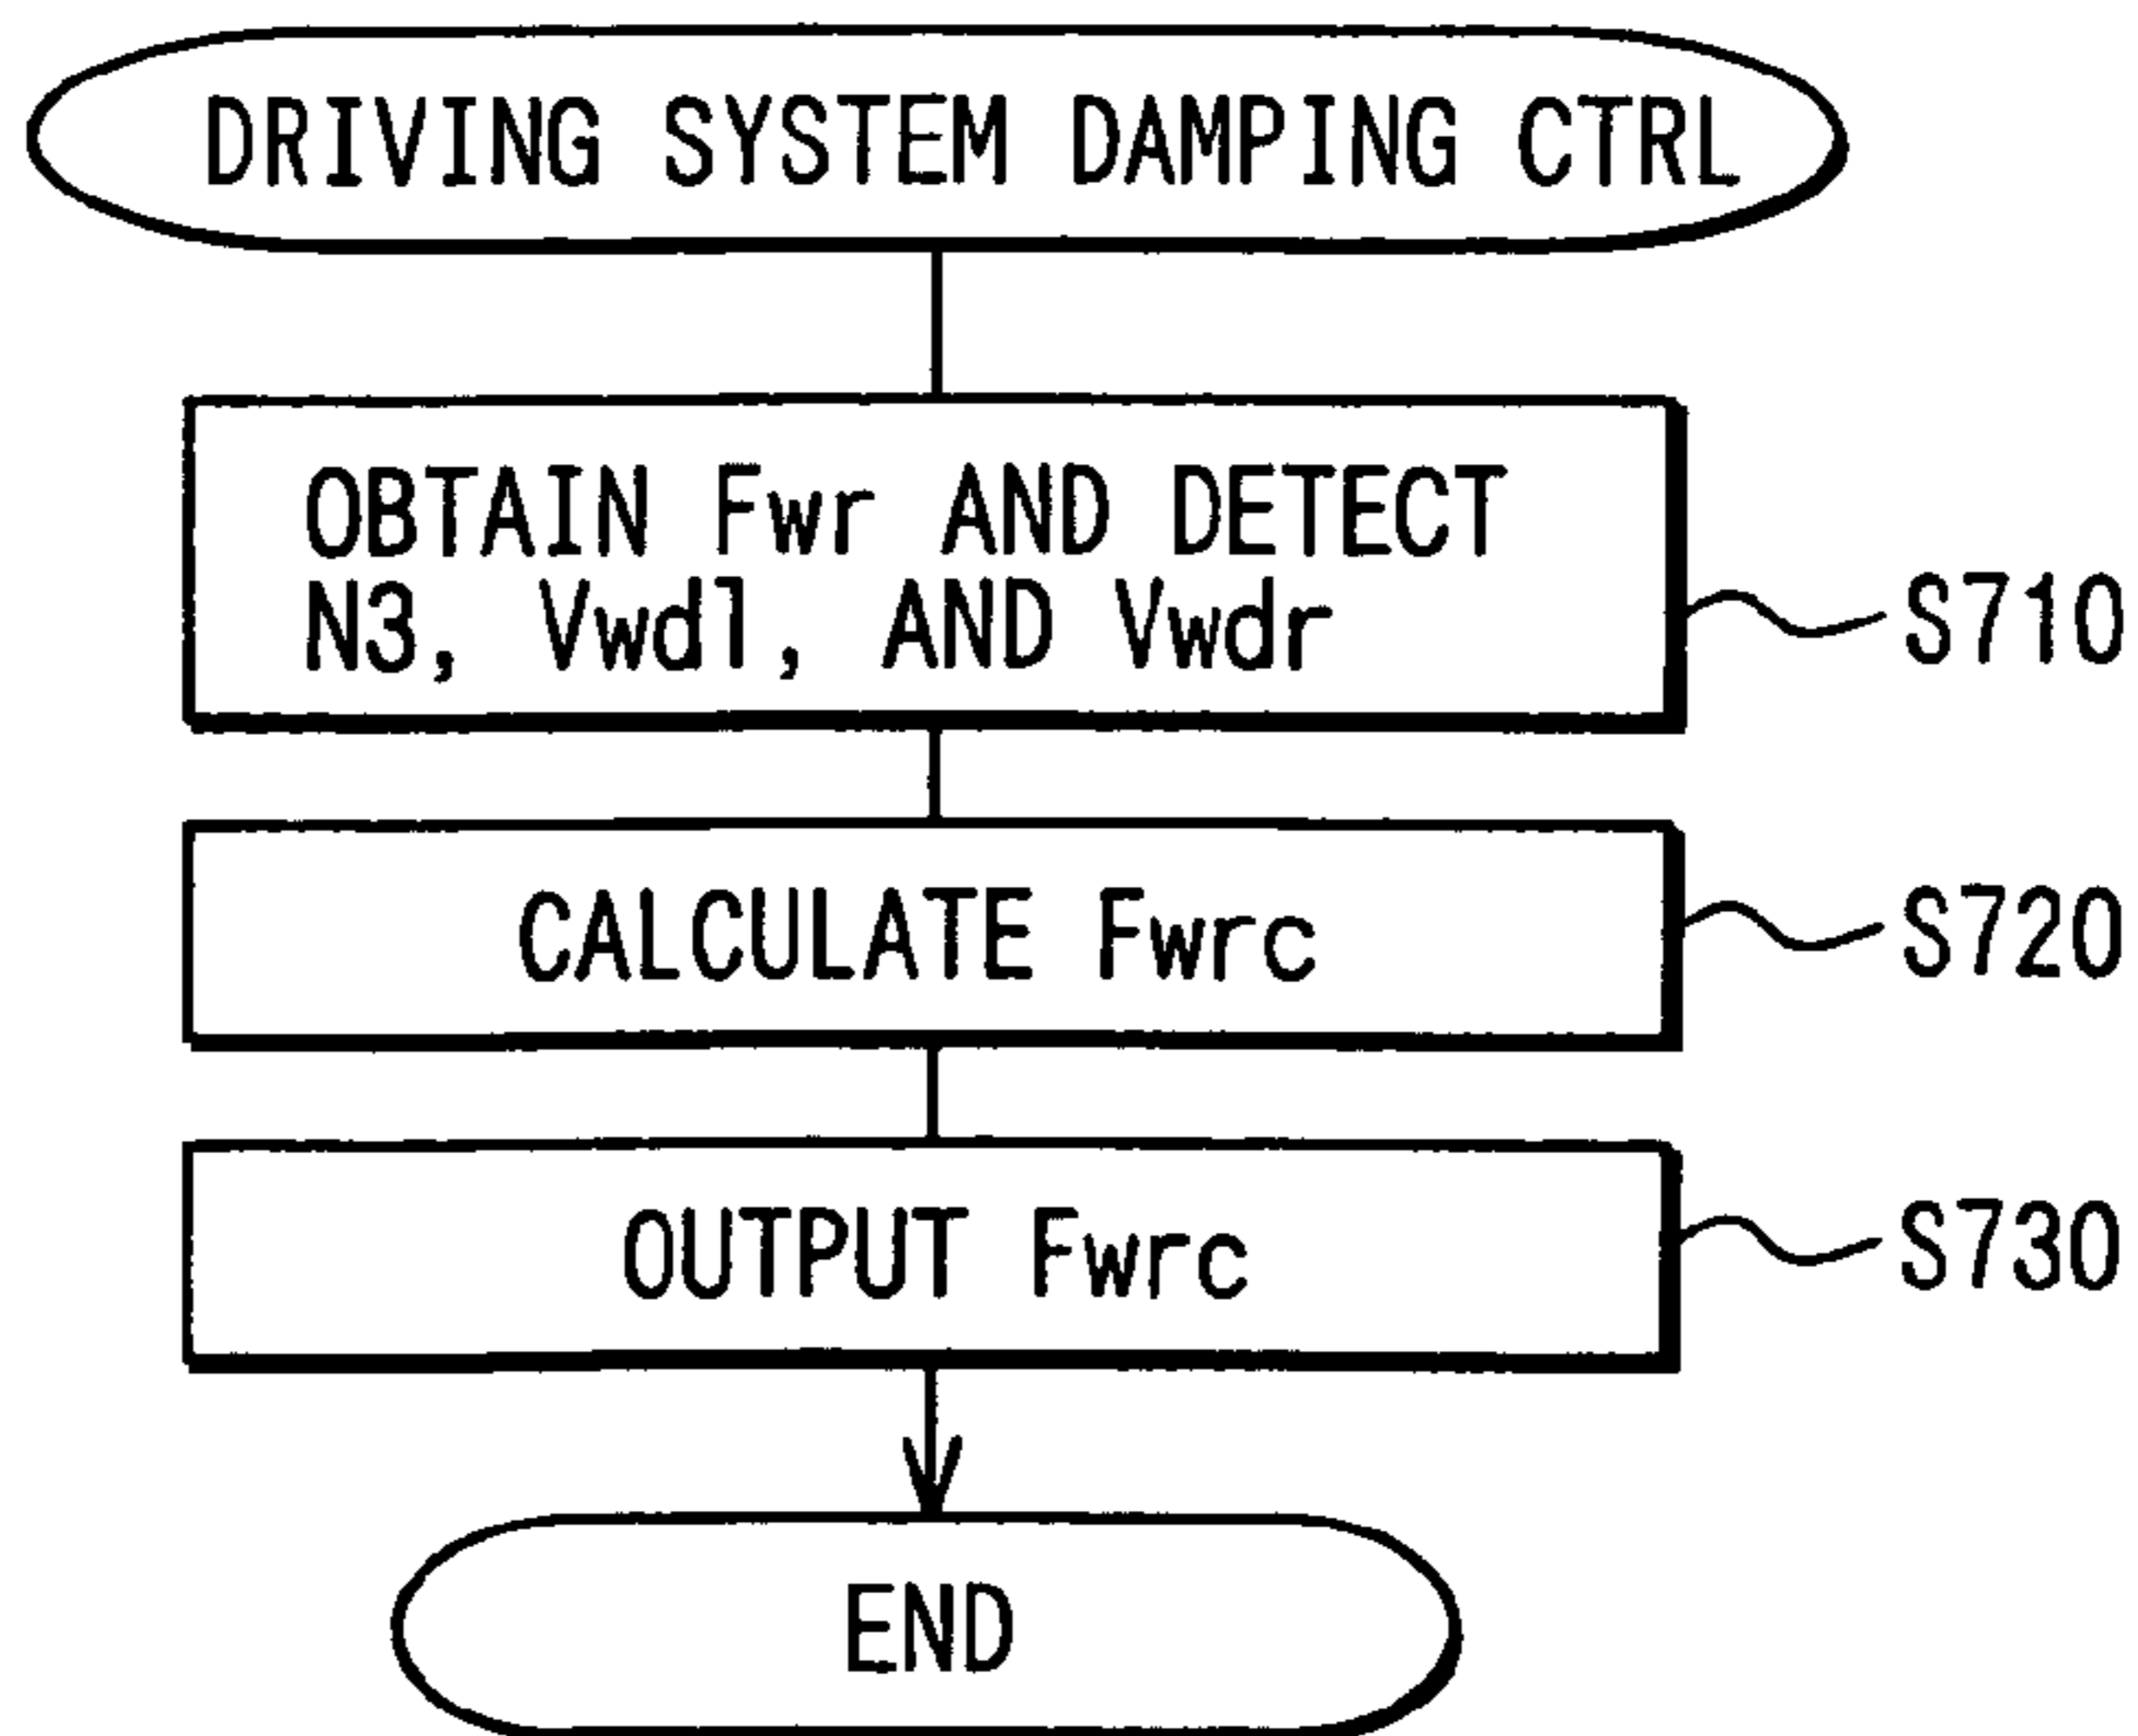 DRIVING SYSTEM DAMPING CTRL
OBTAIN Fwr AND DETECT
N3, Vwdl, AND Vwdr
S710
CALCULATE Fwrc
S720
OUTPUT Fwrc
S730
END